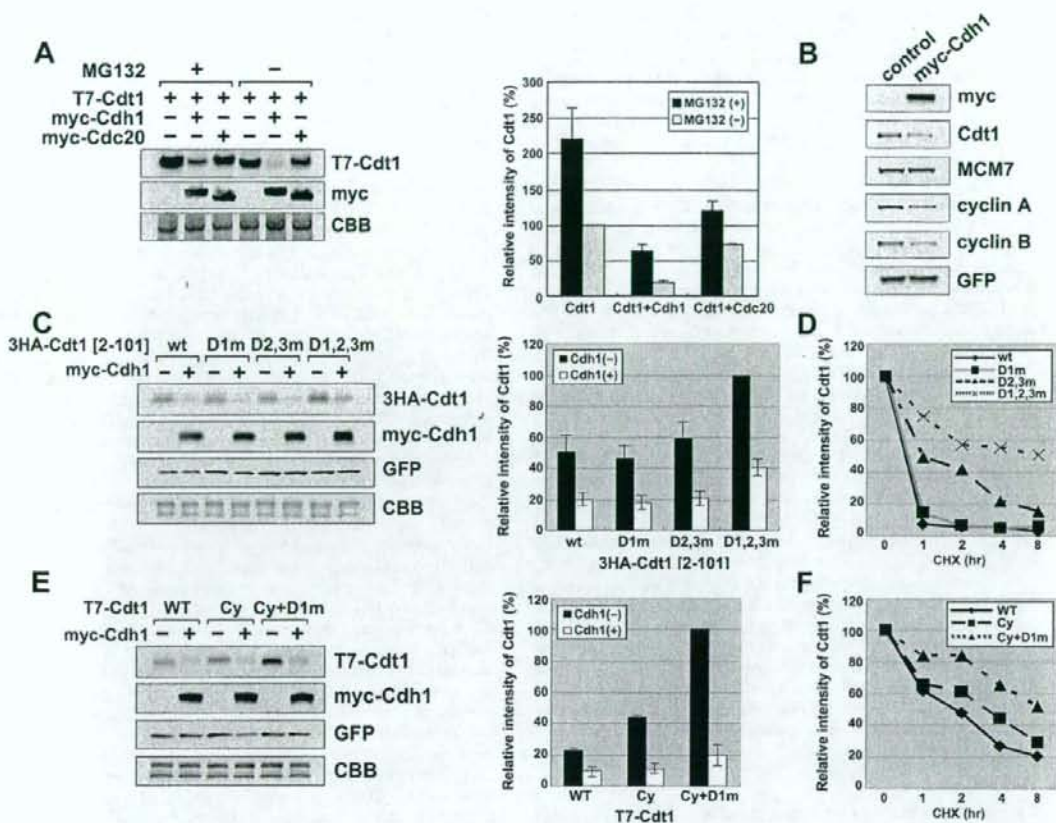 A
MG132 + −
T7-Cdt1 + + + + + +
myc-Cdh1 − + − − + −
myc-Cdc20 − − + − − +
T7-Cdt1
myc
CBB
Relative intensity of Cdt1 (%)
300
250
200
150
100
50
0
MG132 (+)
MG132 (−)
Cdt1 Cdt1+Cdh1 Cdt1+Cdc20
B
control myc-Cdh1
myc
Cdt1
MCM7
cyclin A
cyclin B
GFP
C
3HA-Cdt1 [2-101] wt D1m D2,3m D1,2,3m
myc-Cdh1 − + − + − + − +
3HA-Cdt1
myc-Cdh1
GFP
CBB
Relative intensity of Cdt1 (%)
120
100
80
60
40
20
0
Cdh1(−)
Cdh1(+)
wt D1m D2,3m D1,2,3m
3HA-Cdt1 [2-101]
D
Relative intensity of Cdt1 (%)
120
100
80
60
40
20
0
wt
D1m
D2,3m
D1,2,3m
0 1 2 4 8
CHX (hr)
E
T7-Cdt1 WT Cy Cy+D1m
myc-Cdh1 − + − + − +
T7-Cdt1
myc-Cdh1
GFP
CBB
Relative intensity of Cdt1 (%)
120
100
80
60
40
20
0
Cdh1(−)
Cdh1(+)
WT Cy Cy+D1m
T7-Cdt1
F
Relative intensity of Cdt1 (%)
120
100
80
60
40
20
0
WT
Cy
Cy+D1m
0 1 2 4 8
CHX (hr)